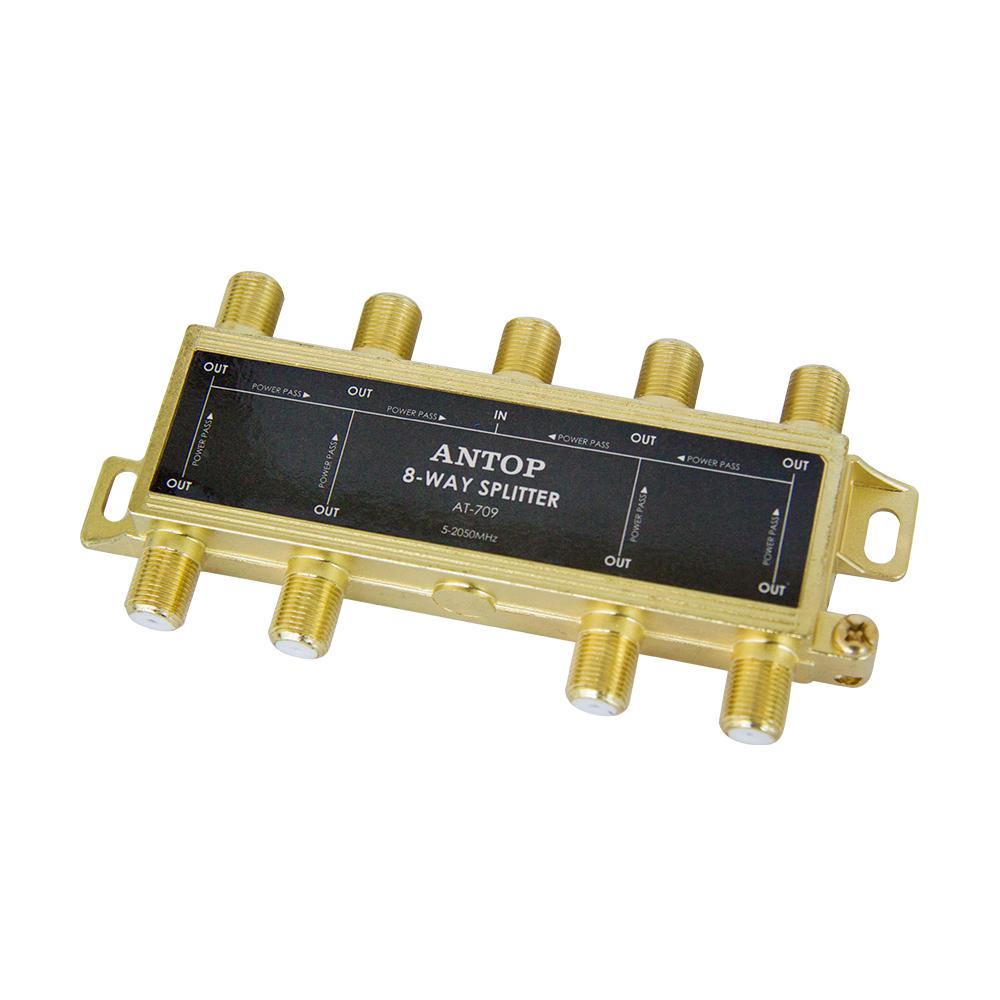 OUT
POWER PASS▶
OUT
POWER PASS▶
IN
◀POWER PASS
OUT
◀POWER PASS
OUT
POWER PASS▶
OUT
POWER PASS▶
OUT
ANTOP
8-WAY SPLITTER
AT-709
5-2050MHz
POWER PASS▶
OUT
POWER PASS▶
OUT